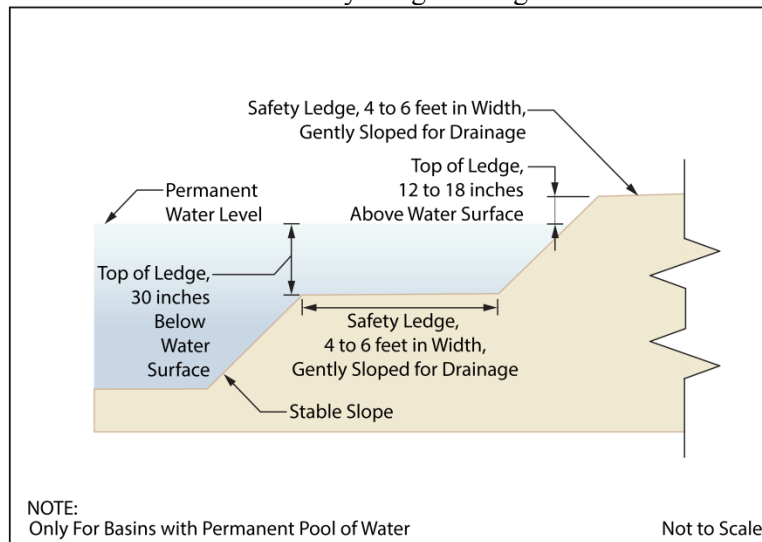 Safety Ledge, 4 to 6 feet in Width,
Gently Sloped for Drainage
Top of Ledge,
12 to 18 inches
Above Water Surface
Permanent
Water Level
Top of Ledge,
30 inches
Below
Water
Surface
Safety Ledge,
4 to 6 feet in Width,
Gently Sloped for Drainage
Stable Slope
NOTE:
Only For Basins with Permanent Pool of Water
Not to Scale